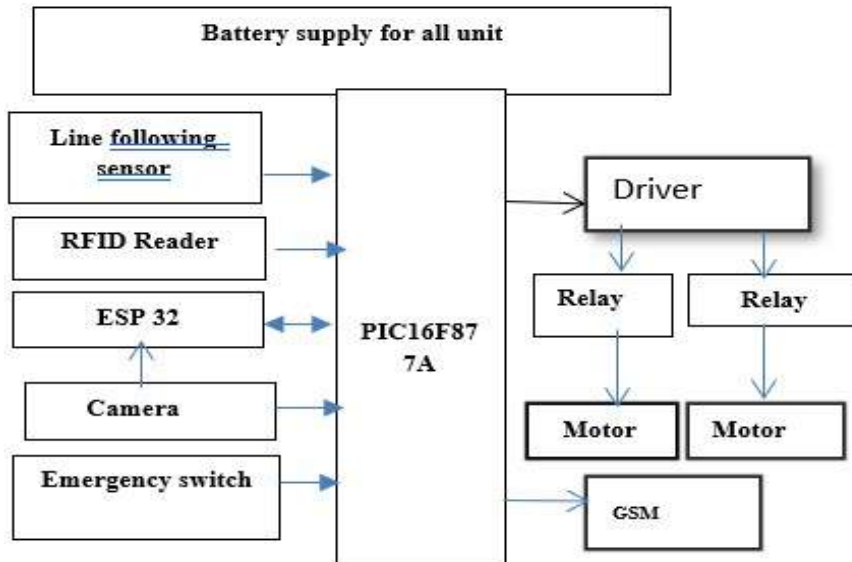 Battery supply for all unit
Line following
sensor
RFID Reader
ESP 32
Camera
Emergency switch
PIC16F87
7A
Driver
Relay
Relay
Motor
Motor
GSM